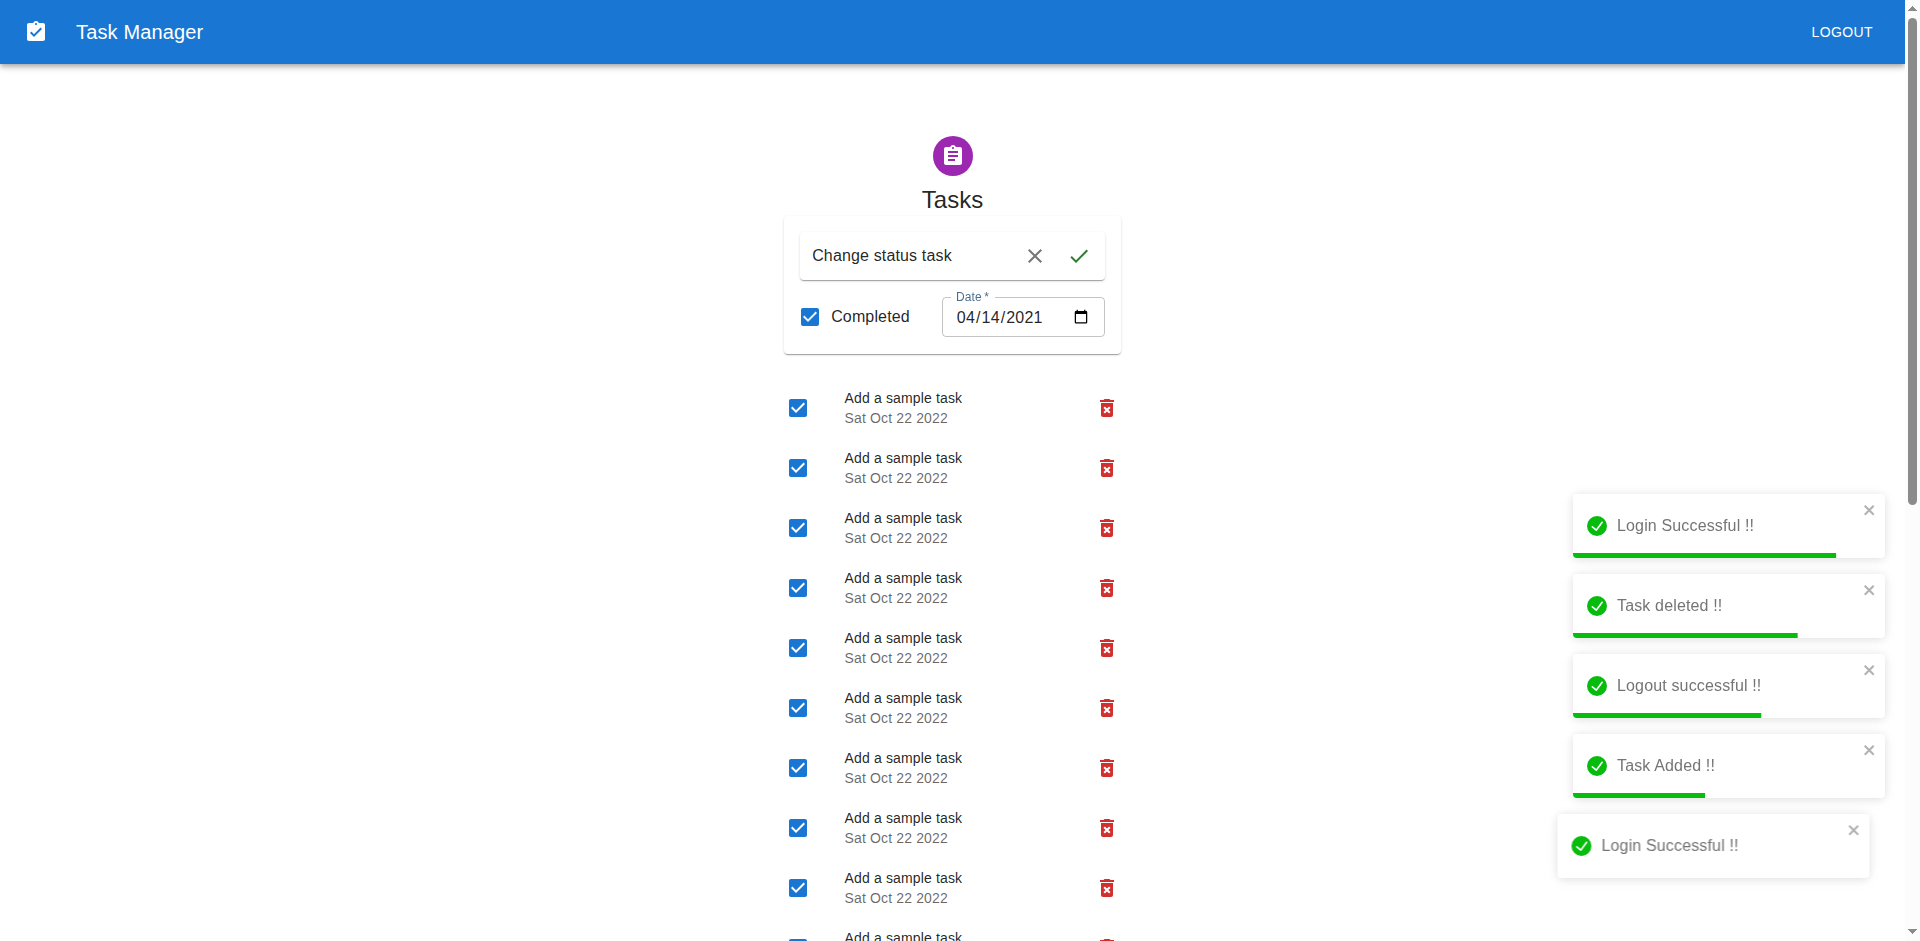 Task Manager
LOGOUT
Tasks
Change status task
Completed
Date *
04/14/2021
Add a sample task
Sat Oct 22 2022
Add a sample task
Sat Oct 22 2022
Add a sample task
Sat Oct 22 2022
Add a sample task
Sat Oct 22 2022
Add a sample task
Sat Oct 22 2022
Add a sample task
Sat Oct 22 2022
Add a sample task
Sat Oct 22 2022
Add a sample task
Sat Oct 22 2022
Add a sample task
Sat Oct 22 2022
Add a sample task
Login Successful !!
Task deleted !!
Logout successful !!
Task Added !!
Login Successful !!